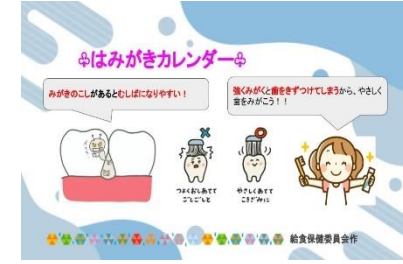 ♧はみがきカレンダー♧
みがきのこしがあるとむしばになりやすい！
強くみがくと歯をきずつけてしまうから、やさしく
歯をみがこう！！
つよくおしあてて
ごしごしと
やさしくあてて
こきざみに
給食保健委員会作